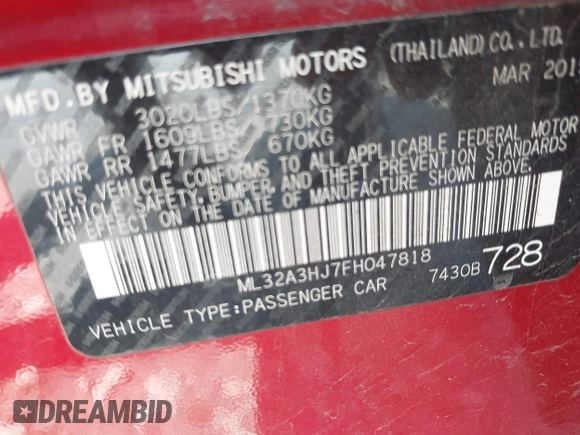 MFD.BY MITSUBISHI MOTORS (THAILAND)CO.,LTD.
MAR 2015
GVWR 3020LBS/1370KG
GAWR FR 1609LBS/730KG
GAWR RR 1477LBS/670KG
THIS VEHICLE CONFORMS TO ALL APPLICABLE FEDERAL MOTOR
VEHICLE SAFETY, BUMPER, AND THEFT PREVENTION STANDARDS
IN EFFECT ON THE DATE OF MANUFACTURE SHOWN ABOVE.
ML32A3HJ7FH047818
7430B 728
VEHICLE TYPE:PASSENGER CAR
DREAMBID